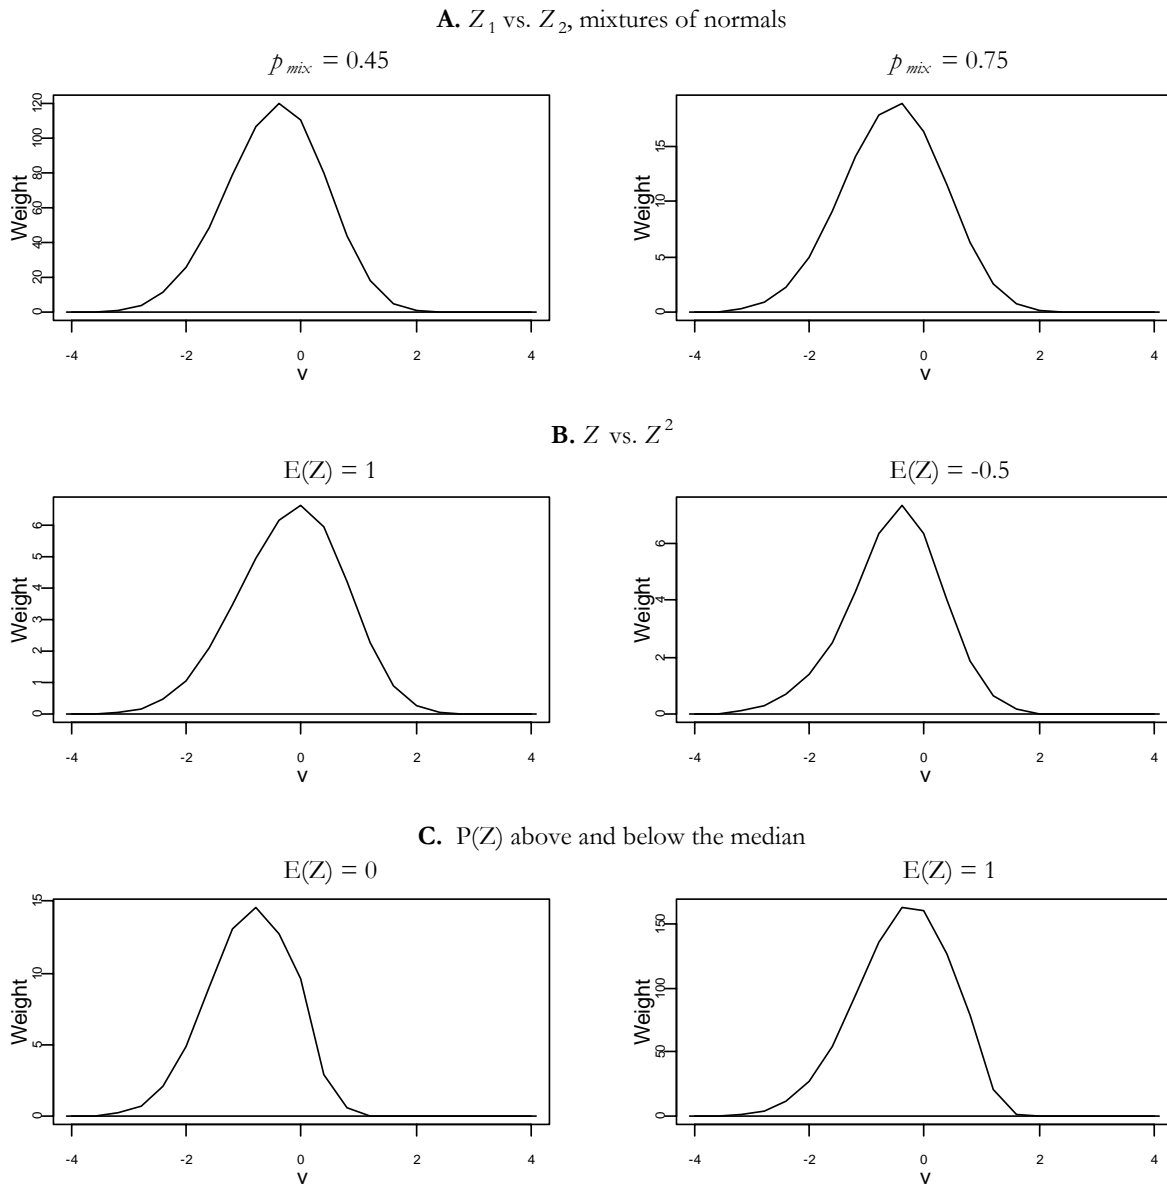 A. Z1 vs. Z2, mixtures of normals
pmix = 0.45
pmix = 0.75
Weight
0 20 40 60 80 100 120
-4 -2 0 2 4
v
Weight
0 5 10 15
-4 -2 0 2 4
v
B. Z vs. Z²
E(Z) = 1
E(Z) = -0.5
Weight
0 1 2 3 4 5 6
-4 -2 0 2 4
v
Weight
0 2 4 6
-4 -2 0 2 4
v
C. P(Z) above and below the median
E(Z) = 0
E(Z) = 1
Weight
0 5 10 15
-4 -2 0 2 4
v
Weight
0 50 100 150
-4 -2 0 2 4
v